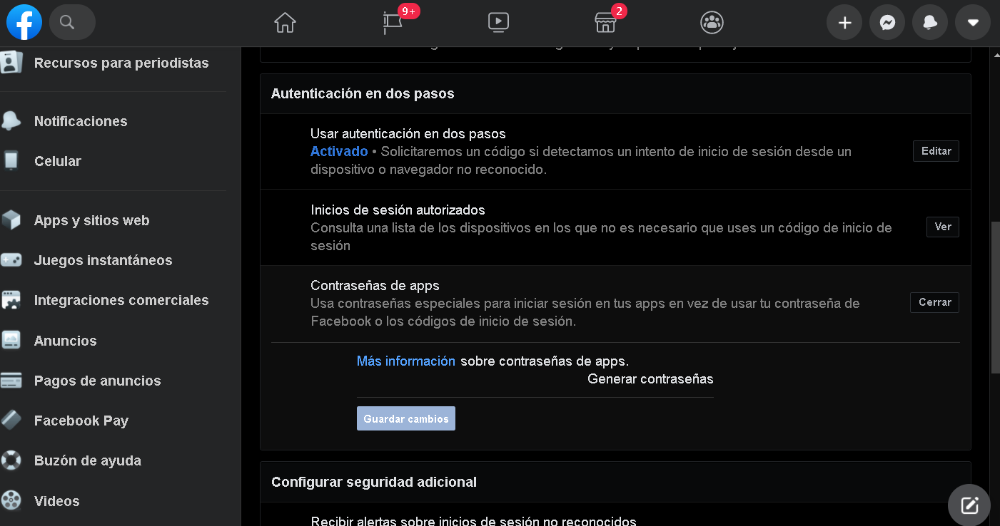 9+
2
Recursos para periodistas
Notificaciones
Celular
Apps y sitios web
Juegos instantáneos
Integraciones comerciales
Anuncios
Pagos de anuncios
Facebook Pay
Buzón de ayuda
Videos
Autenticación en dos pasos
Usar autenticación en dos pasos
Activado • Solicitaremos un código si detectamos un intento de inicio de sesión desde un
dispositivo o navegador no reconocido.
Editar
Inicios de sesión autorizados
Consulta una lista de los dispositivos en los que no es necesario que uses un código de inicio de
sesión
Ver
Contraseñas de apps
Usa contraseñas especiales para iniciar sesión en tus apps en vez de usar tu contraseña de
Facebook o los códigos de inicio de sesión.
Cerrar
Más información sobre contraseñas de apps.
Generar contraseñas
Guardar cambios
Configurar seguridad adicional
Recibir alertas sobre inicios de sesión no reconocidos